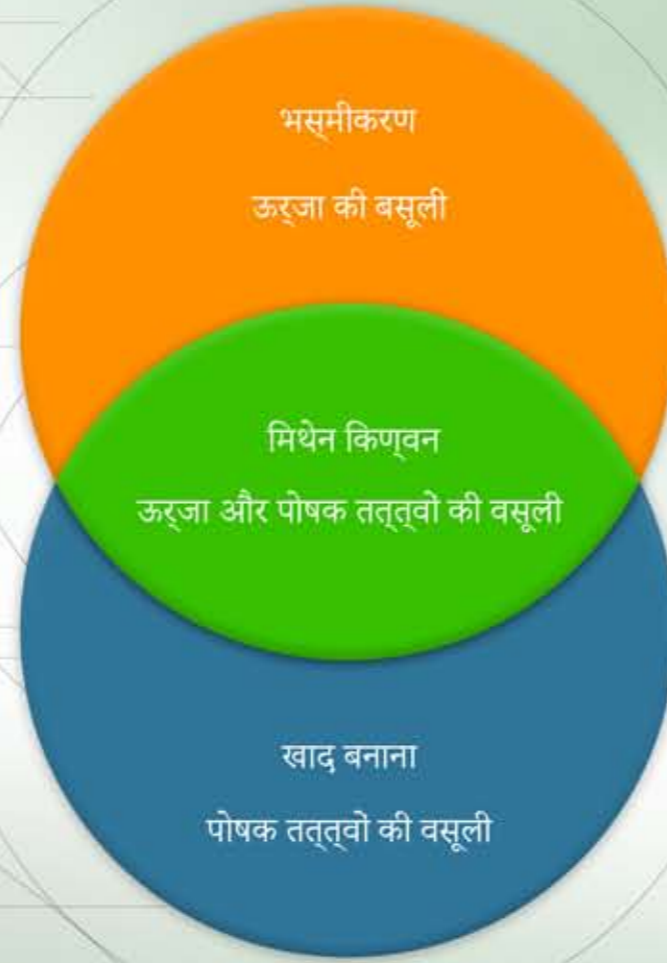 भस्मीकरण
ऊर्जा की बसूली
मिथेन किण्वन
ऊर्जा और पोषक तत्त्वों की वसूली
खाद बनाना
पोषक तत्त्वों की वसूली